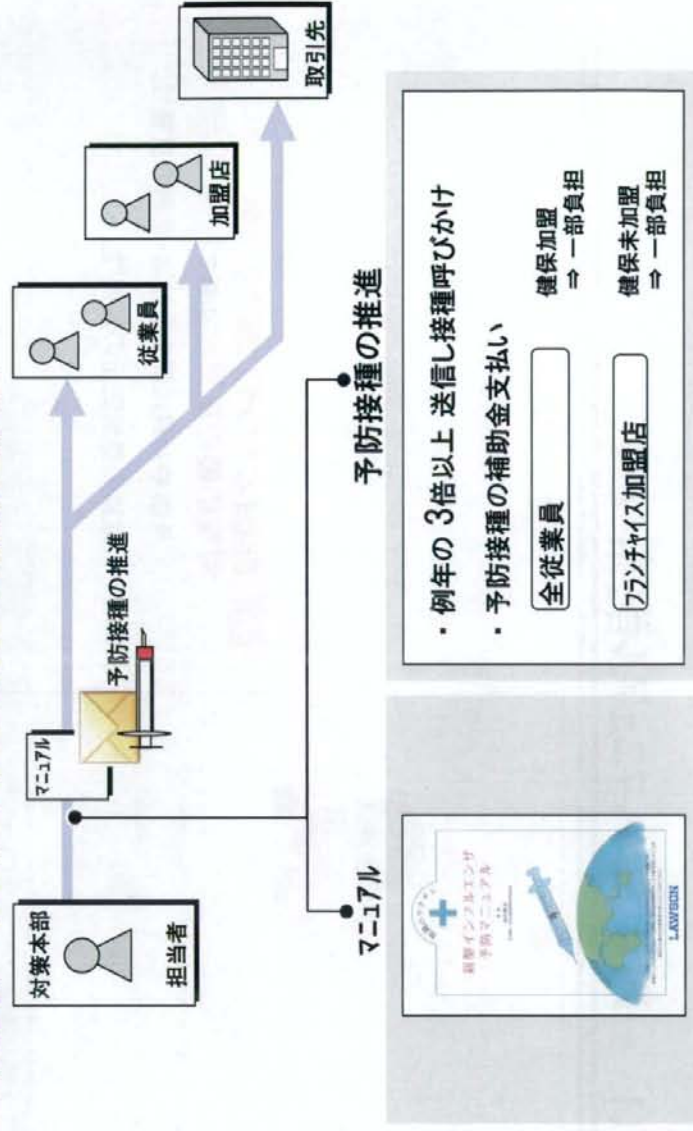 対策本部
担当者
マニュアル
予防接種の推進
従業員
加盟店
取引先
マニュアル
新型インフルエンザ
予防マニュアル
LAWSON
予防接種の推進
・例年の 3倍以上 送信し接種呼びかけ
・予防接種の補助金支払い
全従業員
健保加盟
⇒ 一部負担
フランチャイズ加盟店
健保未加盟
⇒ 一部負担